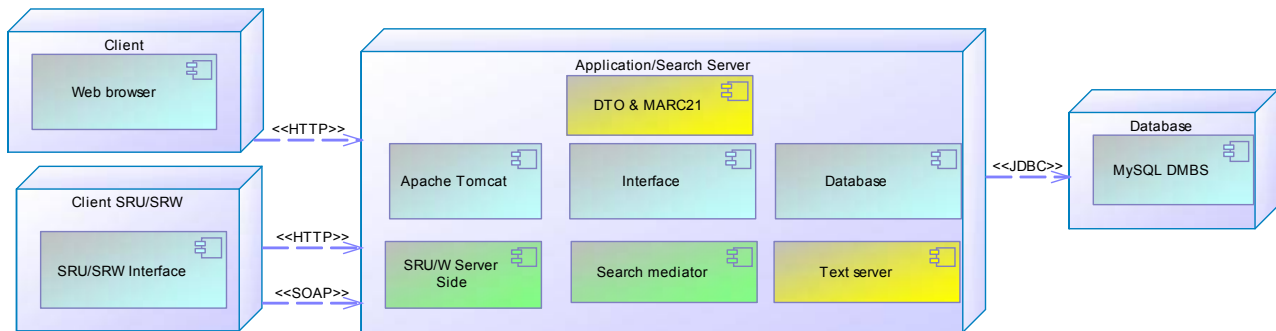 Client
Web browser
<<HTTP>>
Client SRU/SRW
SRU/SRW Interface
<<HTTP>>
<<SOAP>>
Application/Search Server
DTO & MARC21
Apache Tomcat
Interface
Database
SRU/W Server
Side
Search mediator
Text server
<<JDBC>>
Database
MySQL DMBS